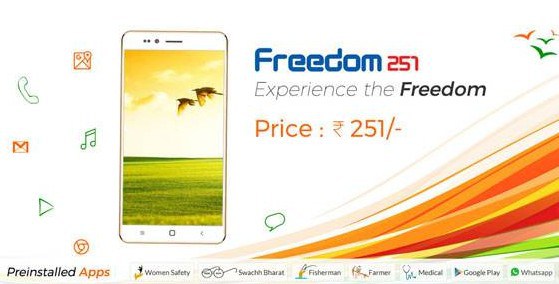 Freedom 251
Experience the Freedom
Price : ₹ 251/-
Preinstalled Apps
Women Safety
Swachh Bharat
Fisherman
Farmer
Medical
Google Play
Whatsapp